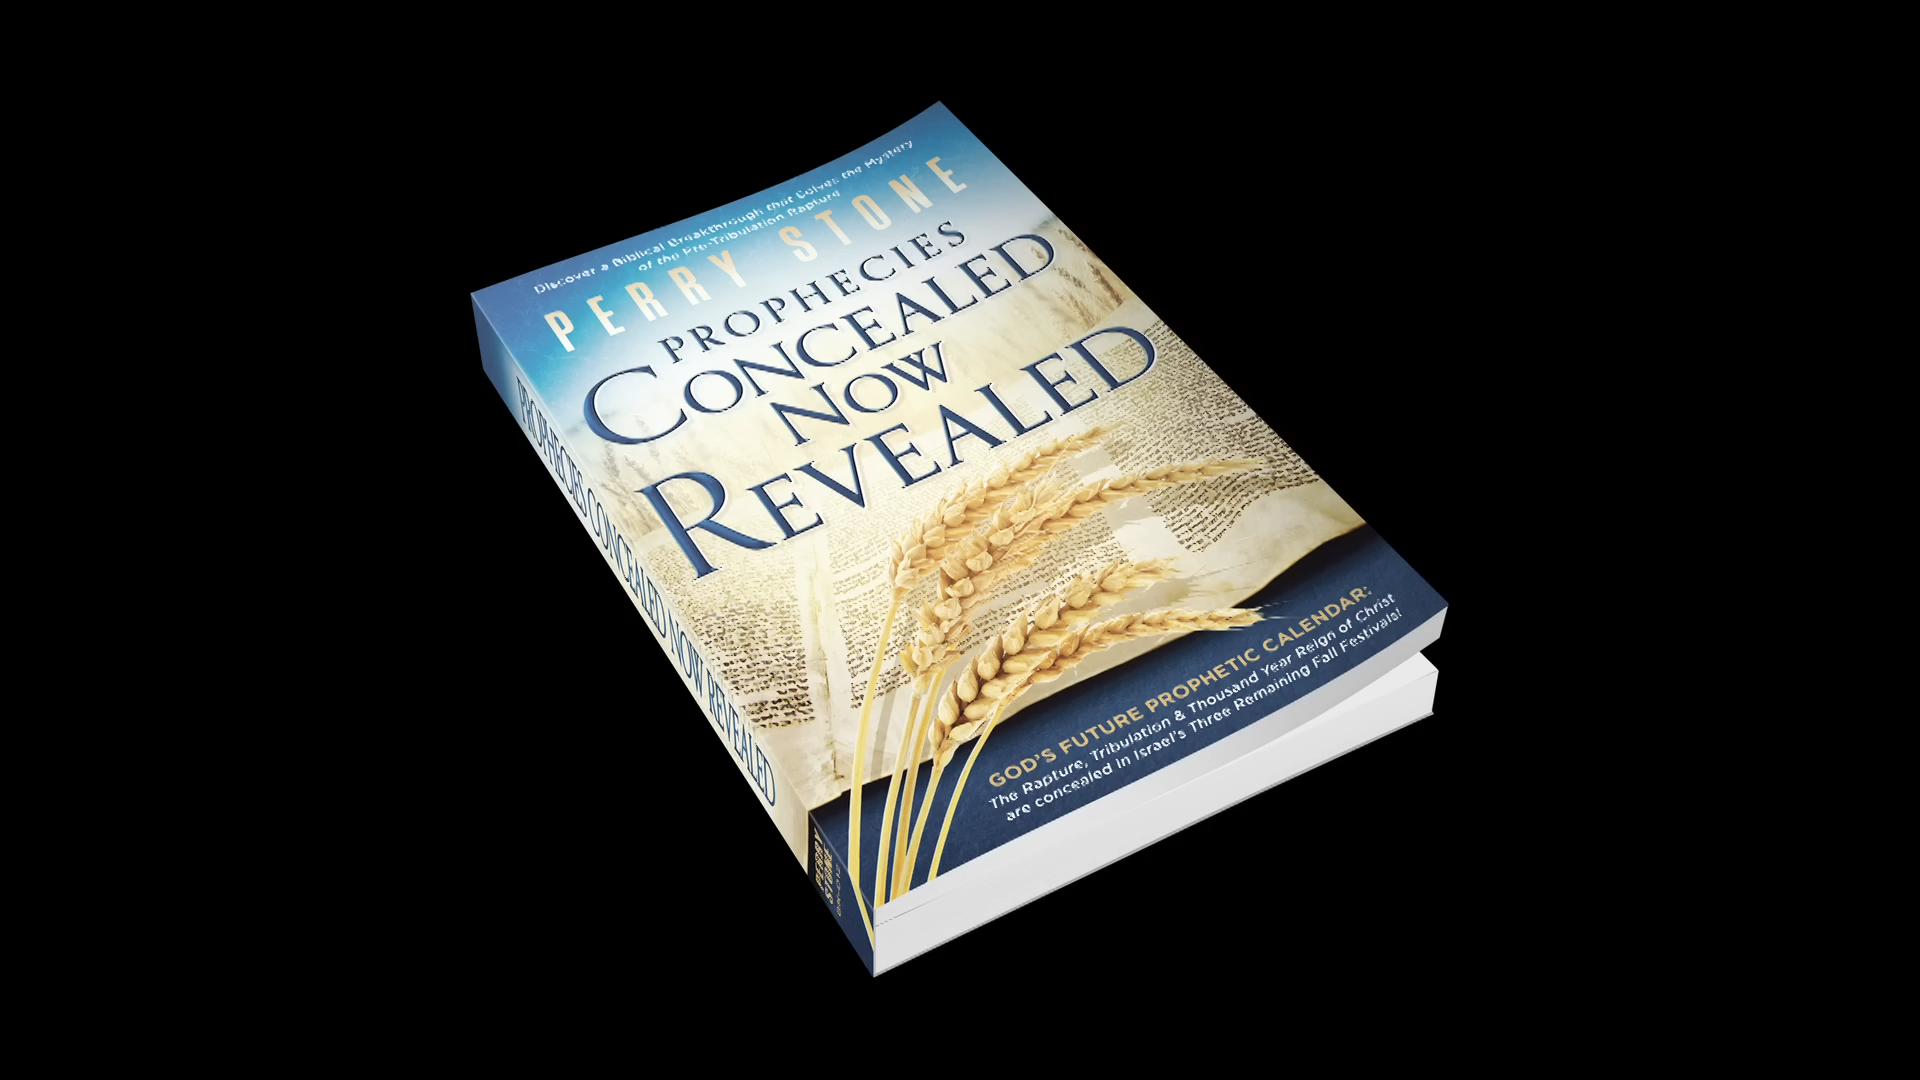 Discover a Biblical Breakthrough that Solves the Mystery
of the Pre-Tribulation Rapture
PERRY STONE
PROPHECIES
CONCEALED
NOW
REVEALED
GOD'S FUTURE PROPHETIC CALENDAR:
The Rapture, Tribulation & Thousand Year Reign of Christ
are concealed in Israel's Three Remaining Fall Festivals!
PROPHECIES CONCEALED NOW REVEALED
PERRY
STONE